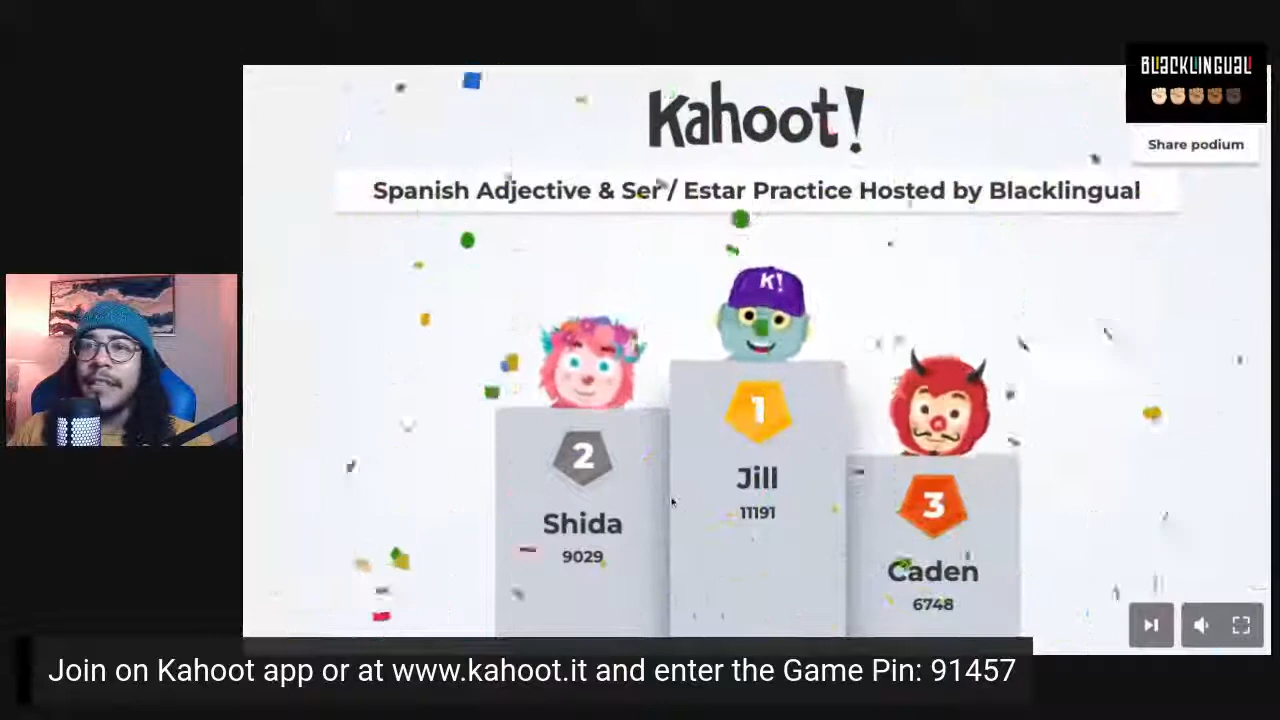 BLACKLINGUAL
Kahoot!
Share podium
Spanish Adjective & Ser / Estar Practice Hosted by Blacklingual
K!
1
2
Jill
3
11191
Shida
9029
Caden
6748
Join on Kahoot app or at www.kahoot.it and enter the Game Pin: 91457